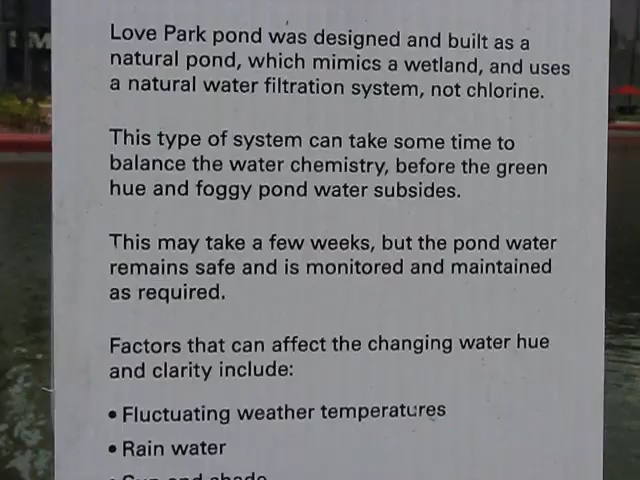 Love Park pond was designed and built as a
natural pond, which mimics a wetland, and uses
a natural water filtration system, not chlorine.
This type of system can take some time to
balance the water chemistry, before the green
hue and foggy pond water subsides.
This may take a few weeks, but the pond water
remains safe and is monitored and maintained
as required.
Factors that can affect the changing water hue
and clarity include:
• Fluctuating weather temperatures
• Rain water
• Sun and shade